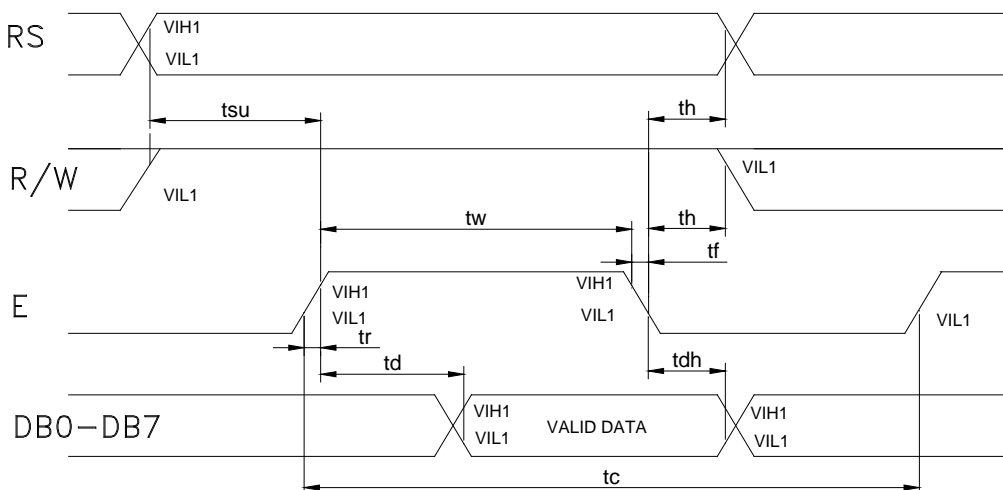 RS
VIH1
VIL1
tsu
th
R/W
VIL1
VIL1
tw
th
tf
E
VIH1
VIL1
VIH1
VIL1
VIL1
tr
td
tdh
DB0-DB7
VIH1
VIL1
VALID DATA
VIH1
VIL1
tc